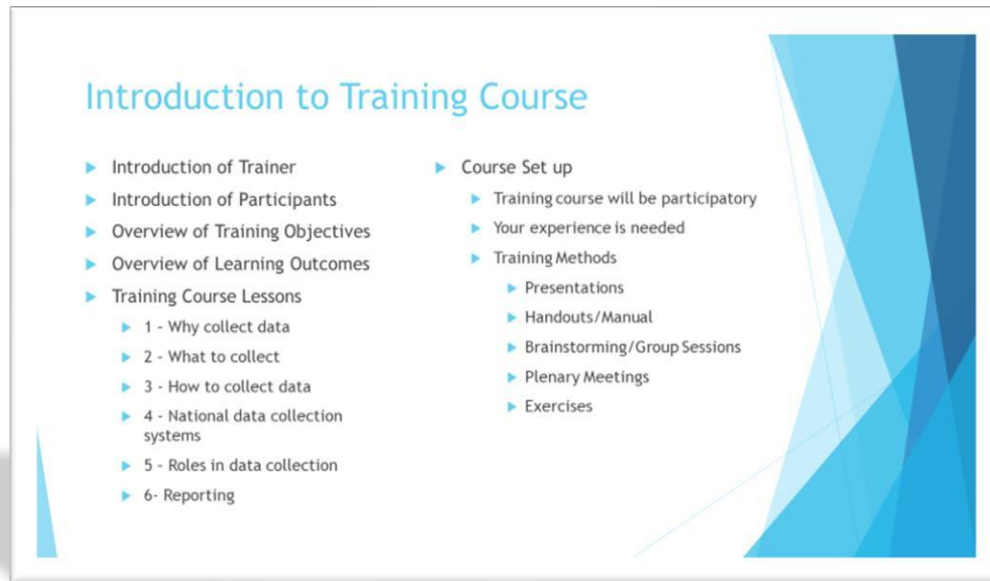 Introduction to Training Course
Introduction of Trainer
Introduction of Participants
Overview of Training Objectives
Overview of Learning Outcomes
Training Course Lessons
1 - Why collect data
2 - What to collect
3 - How to collect data
4 - National data collection
systems
5 - Roles in data collection
6- Reporting
Course Set up
Training course will be participatory
Your experience is needed
Training Methods
Presentations
Handouts/Manual
Brainstorming/Group Sessions
Plenary Meetings
Exercises